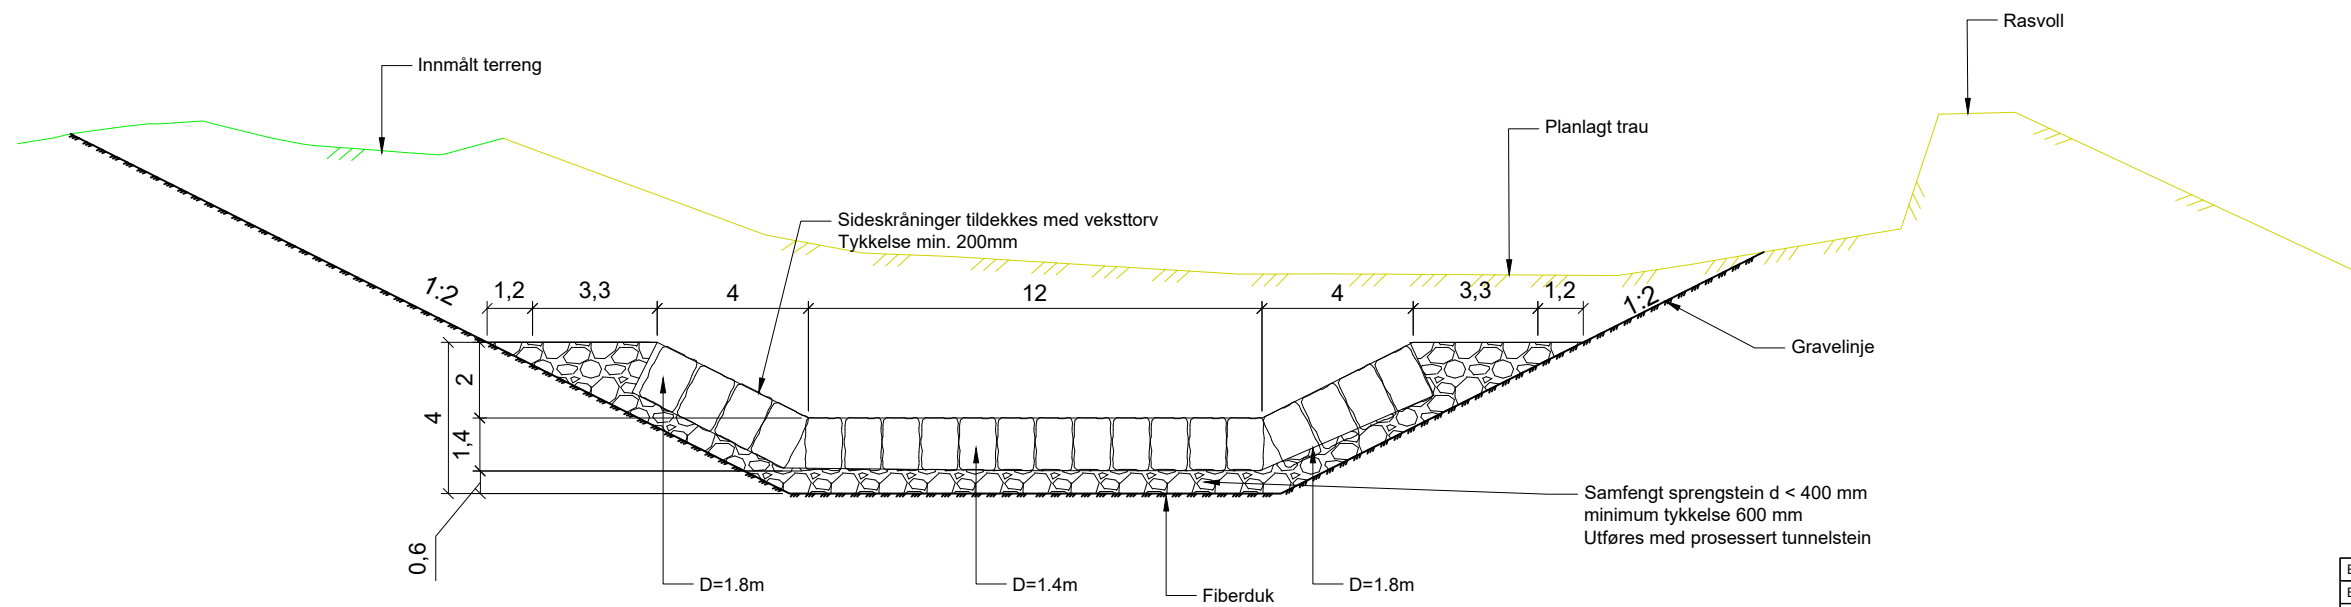 Rasvoll
Innmålt terreng
Planlagt trau
Sideskråninger tildekkes med veksttorv
Tykkelse min. 200mm
1:2
1,2
3,3
4
12
4
3,3
1,2
1:2
Gravelinje
2
4
1,4
0,6
Samfengt sprengstein d < 400 mm
minimum tykkelse 600 mm
Utføres med prosessert tunnelstein
D=1.8m
D=1.4m
D=1.8m
Fiberduk